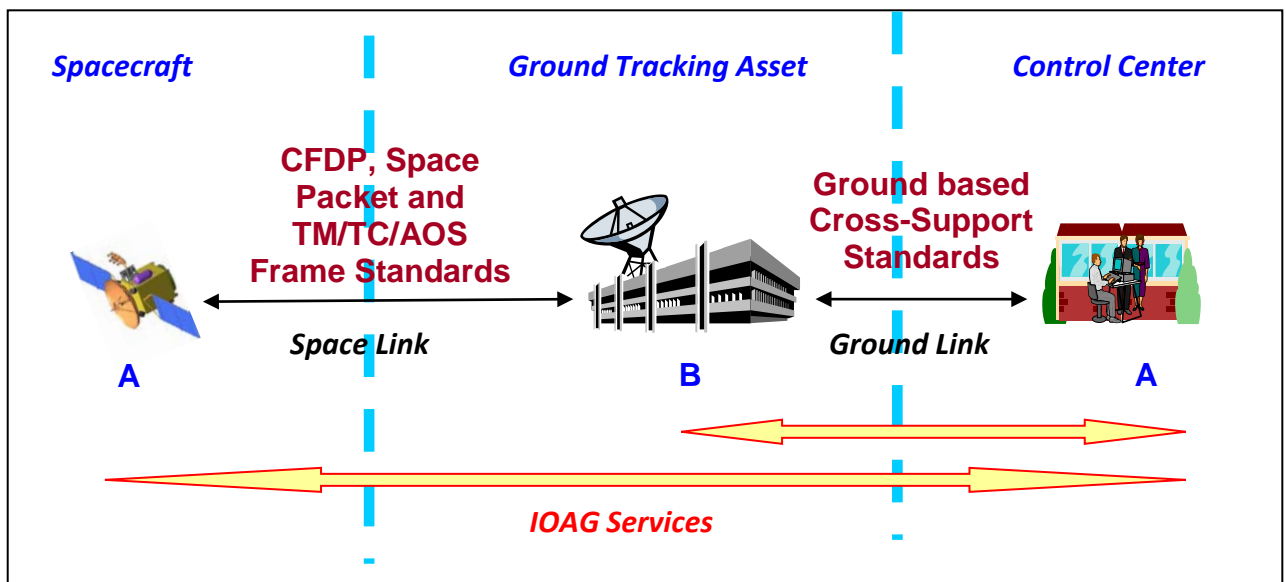 Spacecraft
Ground Tracking Asset
Control Center
CFDP, Space
Packet and
TM/TC/AOS
Frame Standards
Ground based
Cross-Support
Standards
Space Link
Ground Link
A
B
A
IOAG Services